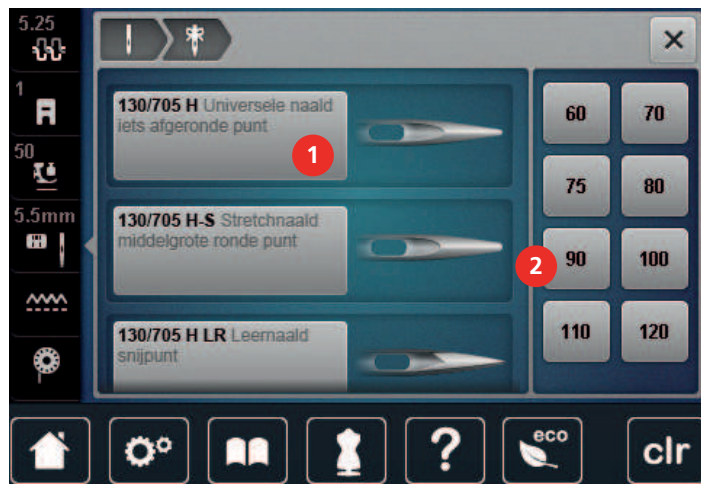 5.25
1
50
5.5mm
130/705 H Universele naald
iets afgeronde punt
1
130/705 H-S Stretchnaald
middelgrote ronde punt
130/705 H LR Leernaald
snijpunt
60 70
75 80
2
90 100
110 120
?
eco
clr